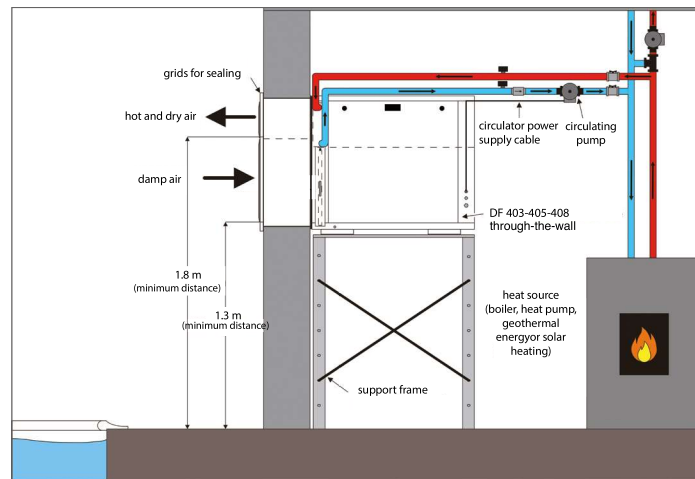 grids for sealing
hot and dry air
damp air
1.8 m
(minimum distance)
1.3 m
(minimum distance)
circulator power
supply cable
circulating
pump
DF 403-405-408
through-the-wall
heat source
(boiler, heat pump,
geothermal
energyor solar
heating)
support frame